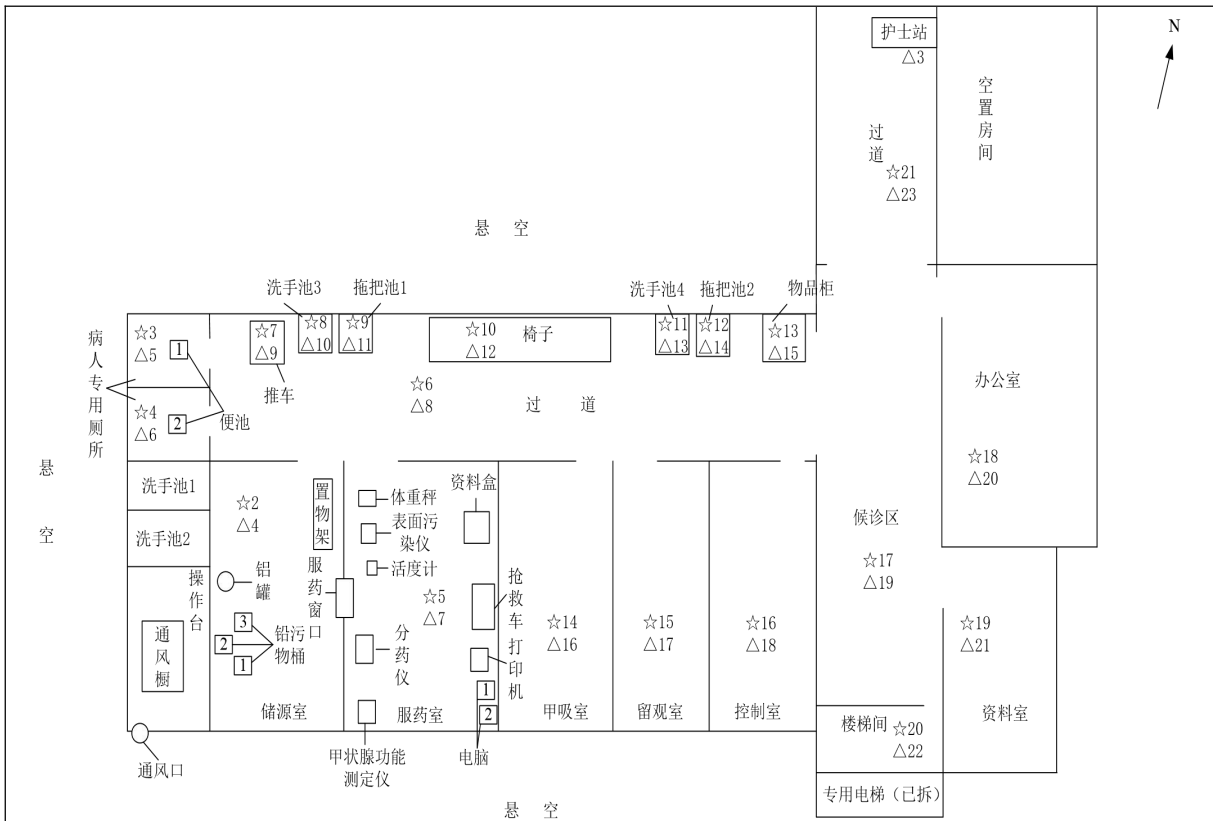 护士站
△3
N
空置房间
过道
☆21
△23
悬 空
洗手池3
拖把池1
洗手池4
拖把池2
物品柜
病人专用厕所
☆3
△5
1
☆7
△9
☆8
△10
☆9
△11
☆10
△12
椅子
☆11
△13
☆12
△14
☆13
△15
推车
☆4
△6
2
便池
☆6
△8
过 道
办公室
☆18
△20
悬 空
洗手池1
洗手池2
☆2
△4
置物架
体重秤
表面污染仪
活度计
资料盒
候诊区
☆17
△19
操作台
铝罐
服药窗口
☆5
△7
抢救车
通风橱
3
2
1
铅污物桶
分药仪
打印机
1
2
☆14
△16
☆15
△17
☆16
△18
☆19
△21
储源室
服药室
甲吸室
留观室
控制室
楼梯间
☆20
△22
资料室
通风口
甲状腺功能
测定仪
电脑
专用电梯（已拆）
悬 空